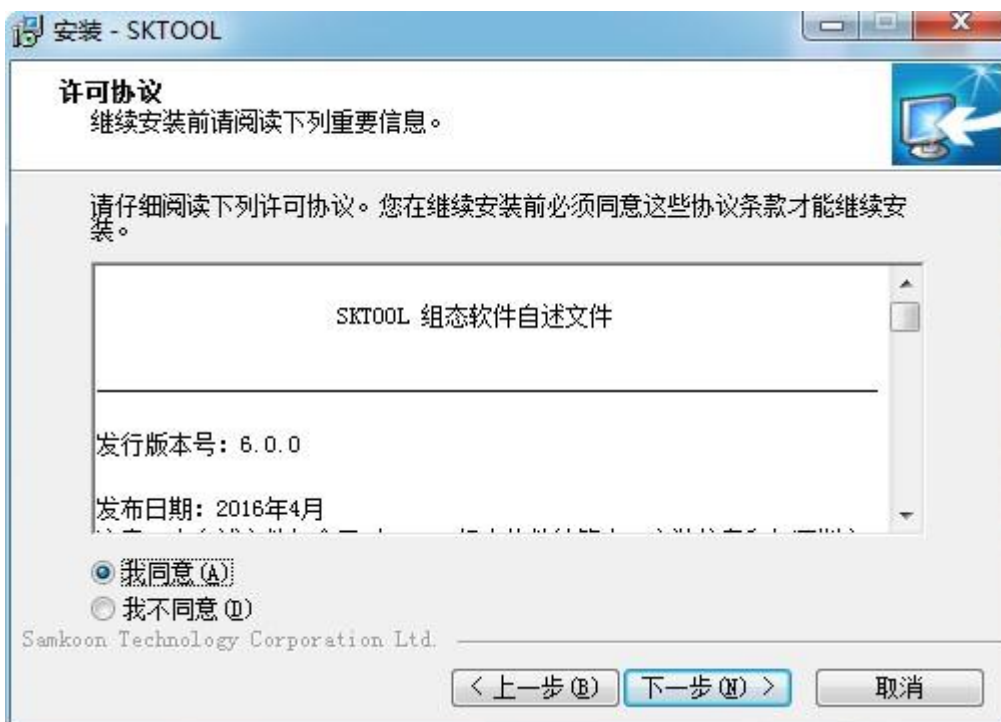 安装 - SKTOOL
许可协议
继续安装前请阅读下列重要信息。
请仔细阅读下列许可协议。您在继续安装前必须同意这些协议条款才能继续安
装。
SKTOOL 组态软件自述文件
发行版本号: 6.0.0
发布日期: 2016年4月
我同意(A)
我不同意(D)
Samkoon Technology Corporation Ltd.
< 上一步(B) 下一步(N) > 取消